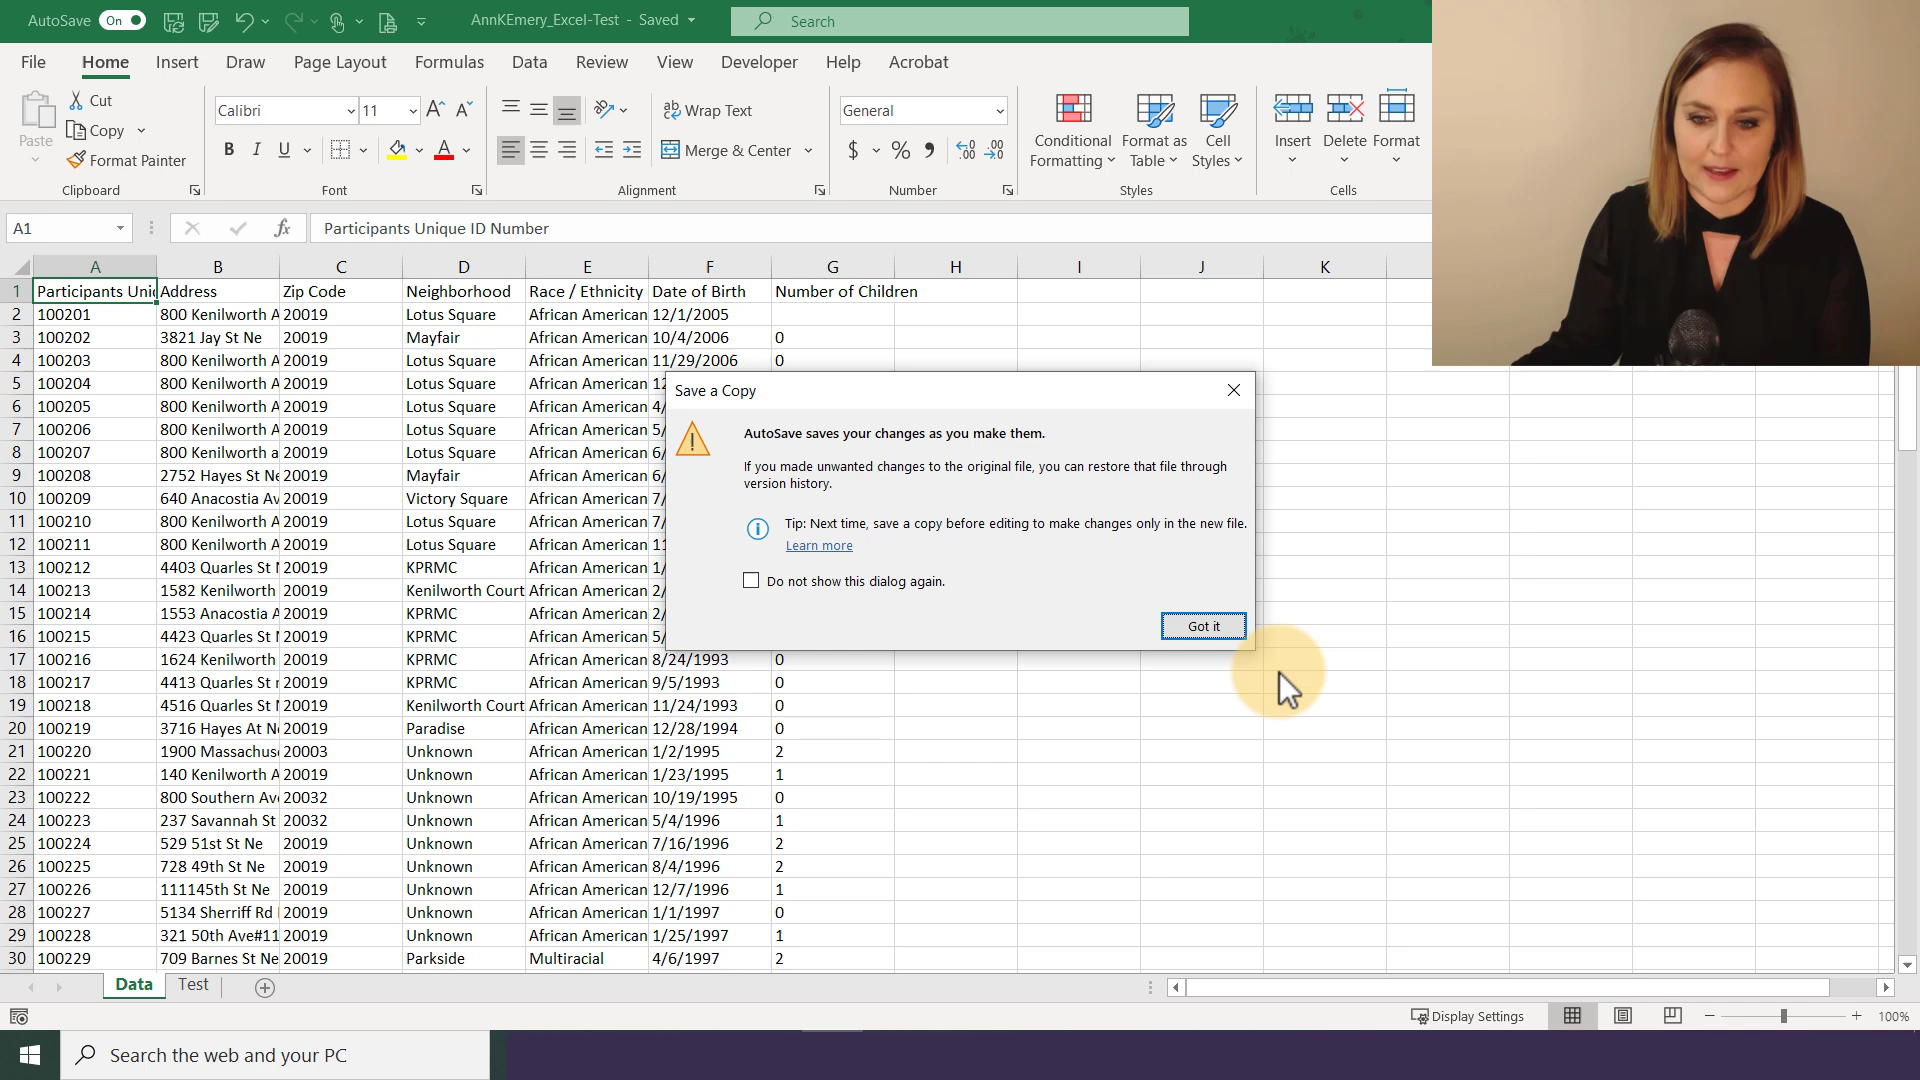 AutoSave On AnnKEmery_Excel-Test - Saved Search
File Home Insert Draw Page Layout Formulas Data Review View Developer Help Acrobat
Paste Cut Copy Format Painter Clipboard
Calibri 11 B I U A Font
ab Wrap Text Merge & Center Alignment
General $ % Number
Conditional Formatting Format as Table Cell Styles Styles
Insert Delete Format Cells
A1 fx Participants Unique ID Number
A B C D E F G H I J K
1 Participants Unic Address Zip Code Neighborhood Race / Ethnicity Date of Birth Number of Children
2 100201 800 Kenilworth A 20019 Lotus Square African American 12/1/2005
3 100202 3821 Jay St Ne 20019 Mayfair African American 10/4/2006 0
4 100203 800 Kenilworth A 20019 Lotus Square African American 11/29/2006 0
5 100204 800 Kenilworth A 20019 Lotus Square African American 12
6 100205 800 Kenilworth A 20019 Lotus Square African American 4/
7 100206 800 Kenilworth A 20019 Lotus Square African American 5/
8 100207 800 Kenilworth a 20019 Lotus Square African American 6/
9 100208 2752 Hayes St Ne 20019 Mayfair African American 6/
10 100209 640 Anacostia Av 20019 Victory Square African American 7/
11 100210 800 Kenilworth A 20019 Lotus Square African American 7/
12 100211 800 Kenilworth A 20019 Lotus Square African American 11
13 100212 4403 Quarles St N 20019 KPRMC African American 1/
14 100213 1582 Kenilworth 20019 Kenilworth Court African American 2/
15 100214 1553 Anacostia A 20019 KPRMC African American 2/
16 100215 4423 Quarles St N 20019 KPRMC African American 5/
17 100216 1624 Kenilworth 20019 KPRMC African American 8/24/1993 0
18 100217 4413 Quarles St n 20019 KPRMC African American 9/5/1993 0
19 100218 4516 Quarles St N 20019 Kenilworth Court African American 11/24/1993 0
20 100219 3716 Hayes At Ne 20019 Paradise African American 12/28/1994 0
21 100220 1900 Massachuse 20003 Unknown African American 1/2/1995 2
22 100221 140 Kenilworth A 20019 Unknown African American 1/23/1995 1
23 100222 800 Southern Ave 20032 Unknown African American 10/19/1995 0
24 100223 237 Savannah St 20032 Unknown African American 5/4/1996 1
25 100224 529 51st St Ne 20019 Unknown African American 7/16/1996 2
26 100225 728 49th St Ne 20019 Unknown African American 8/4/1996 2
27 100226 111145th St Ne 20019 Unknown African American 12/7/1996 1
28 100227 5134 Sherriff Rd 20019 Unknown African American 1/1/1997 0
29 100228 321 50th Ave#11 20019 Unknown African American 1/25/1997 1
30 100229 709 Barnes St Ne 20019 Parkside Multiracial 4/6/1997 2
Save a Copy
AutoSave saves your changes as you make them.
If you made unwanted changes to the original file, you can restore that file through
version history.
Tip: Next time, save a copy before editing to make changes only in the new file.
Learn more
Do not show this dialog again.
Got it
Data Test
Display Settings 100%
Search the web and your PC